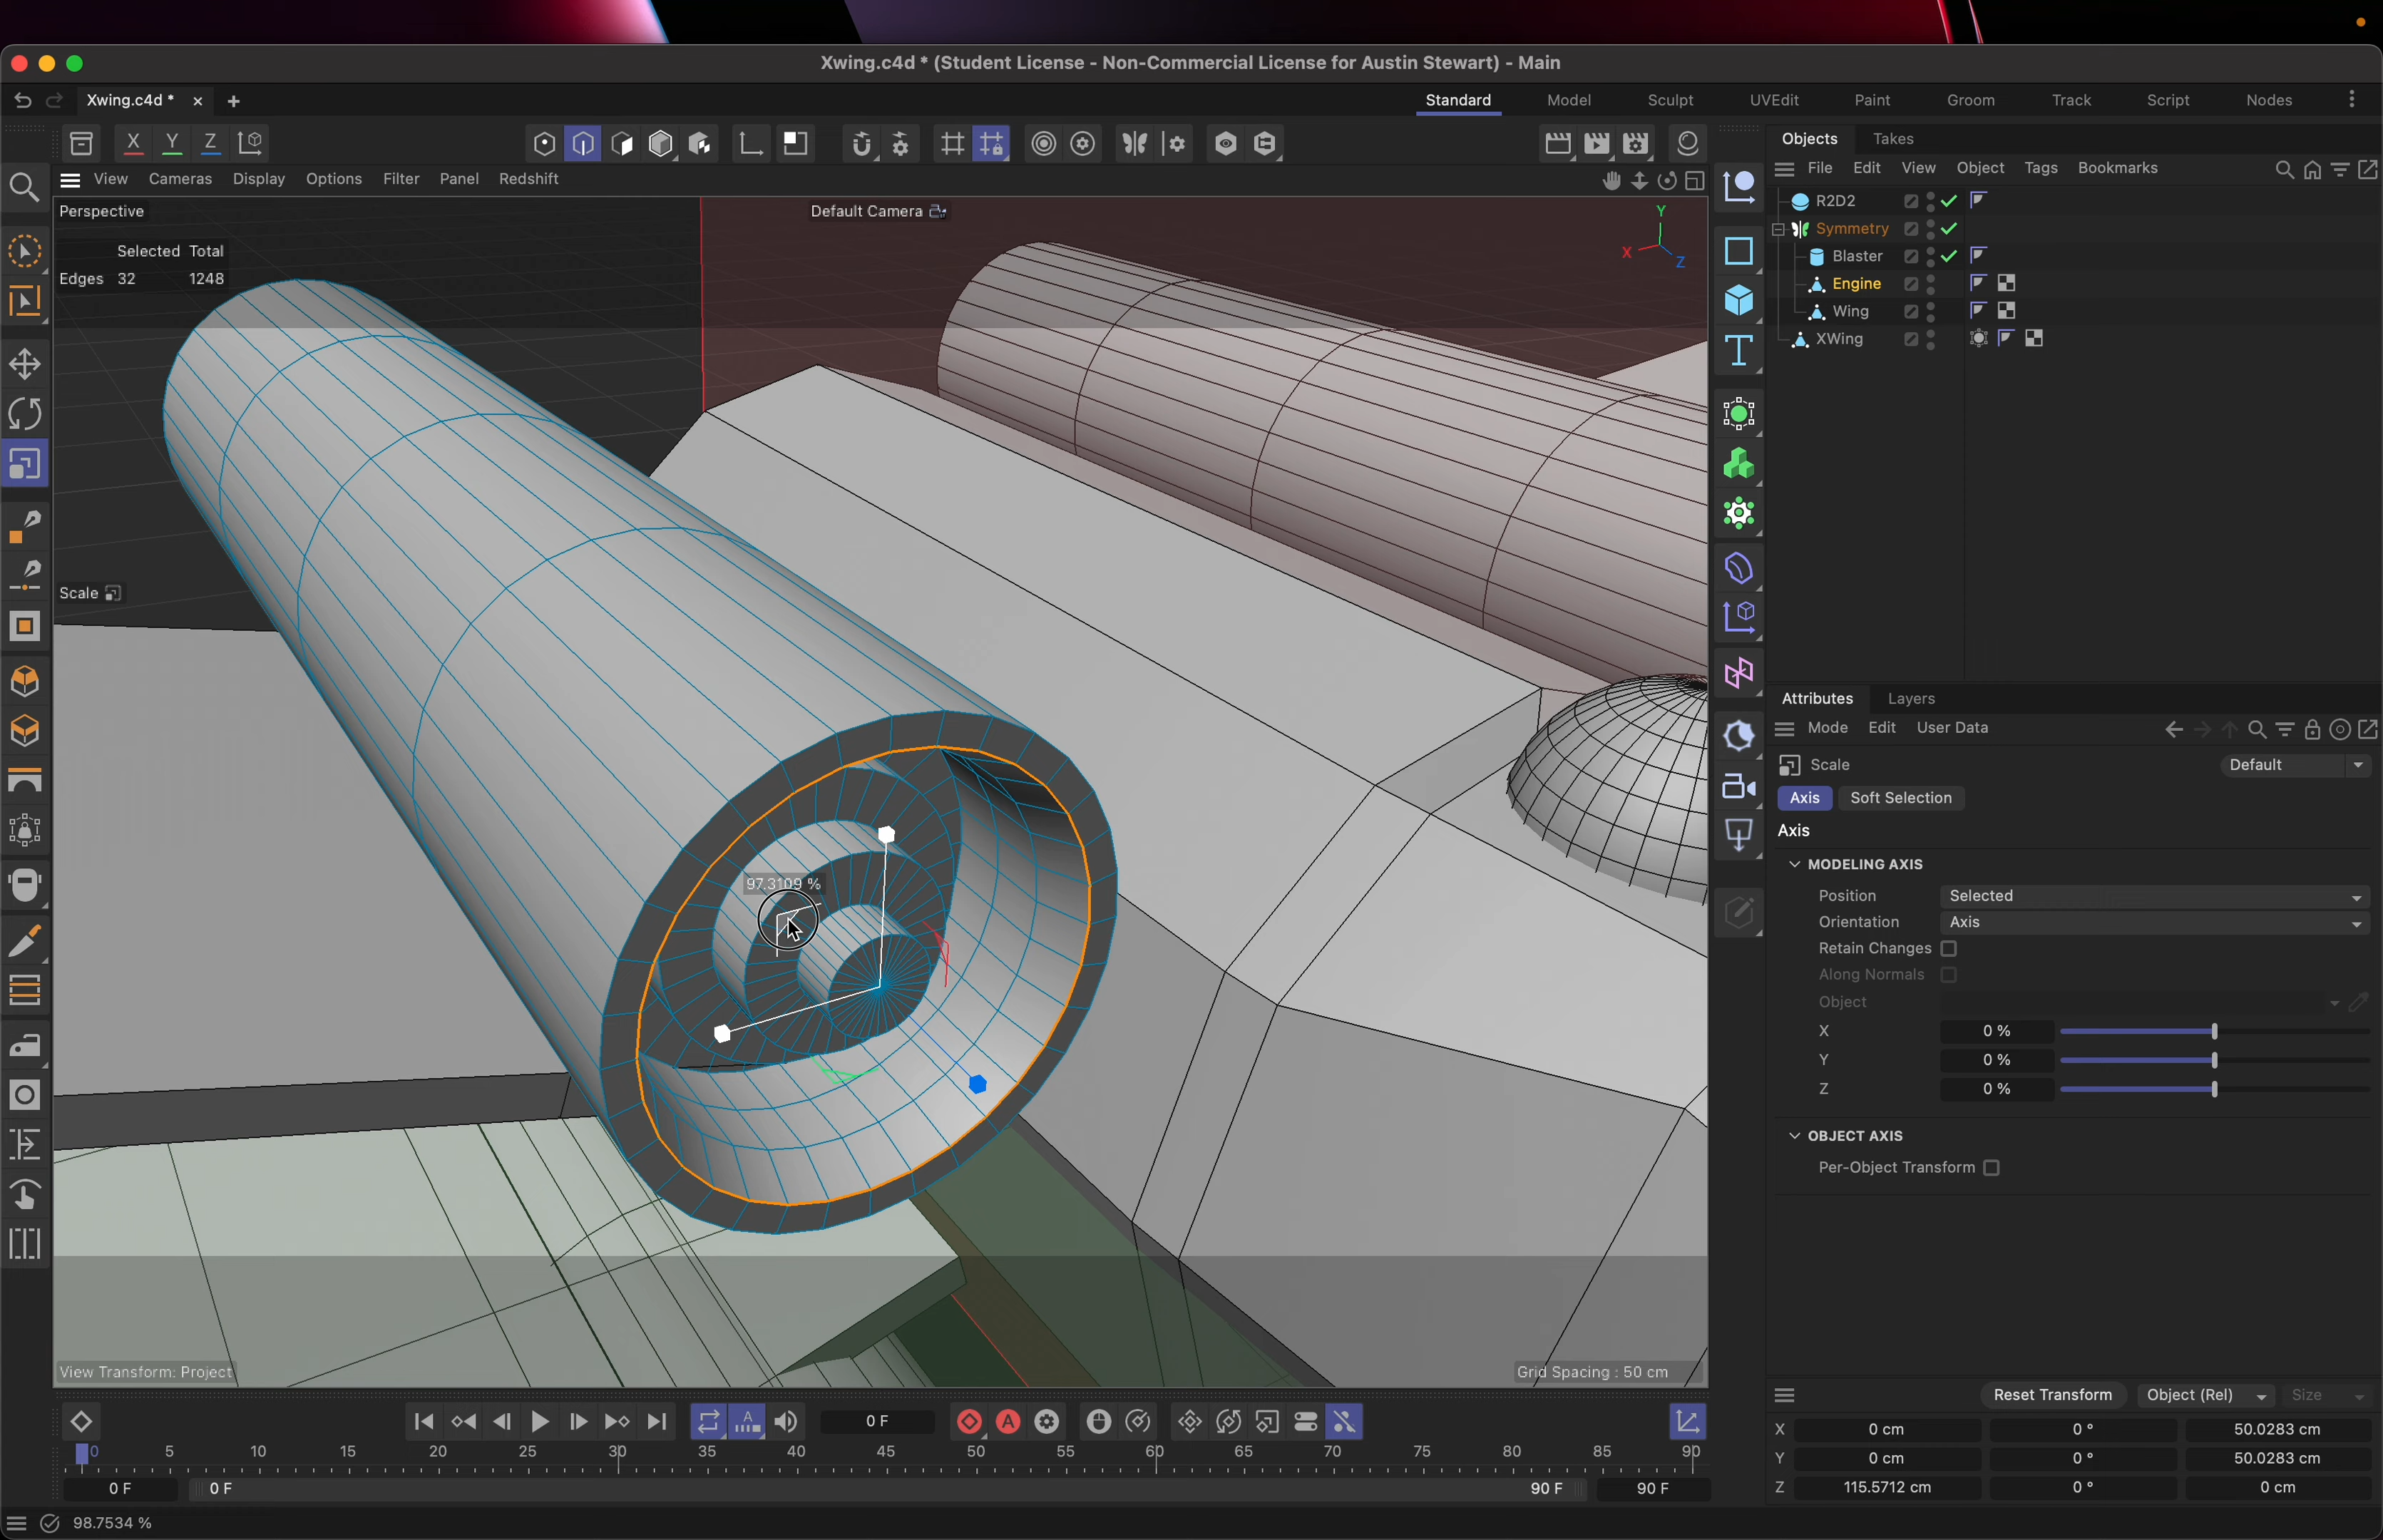 Xwing.c4d * (Student License - Non-Commercial License for Austin Stewart) - Main
Xwing.c4d *
Standard
Model
Sculpt
UVEdit
Paint
Groom
Track
Script
Nodes
X Y Z
Objects Takes
File Edit View Object Tags Bookmarks
View Cameras Display Options Filter Panel Redshift
Perspective
Default Camera
Selected Total
Edges 32 1248
Y
X
Z
R2D2
Symmetry
Blaster
Engine
Wing
XWing
Scale
97.3109 %
View Transform: Project
Grid Spacing : 50 cm
Attributes Layers
Mode Edit User Data
Scale Default
Axis Soft Selection
Axis
MODELING AXIS
Position Selected
Orientation Axis
Retain Changes
Along Normals
Object
X 0 %
Y 0 %
Z 0 %
OBJECT AXIS
Per-Object Transform
Reset Transform Object (Rel) Size
X 0 cm 0 ° 50.0283 cm
Y 0 cm 0 ° 50.0283 cm
Z 115.5712 cm 0 ° 0 cm
A
A
0 F
0 5 10 15 20 25 30 35 40 45 50 55 60 65 70 75 80 85 90
0 F 0 F 90 F 90 F
98.7534 %